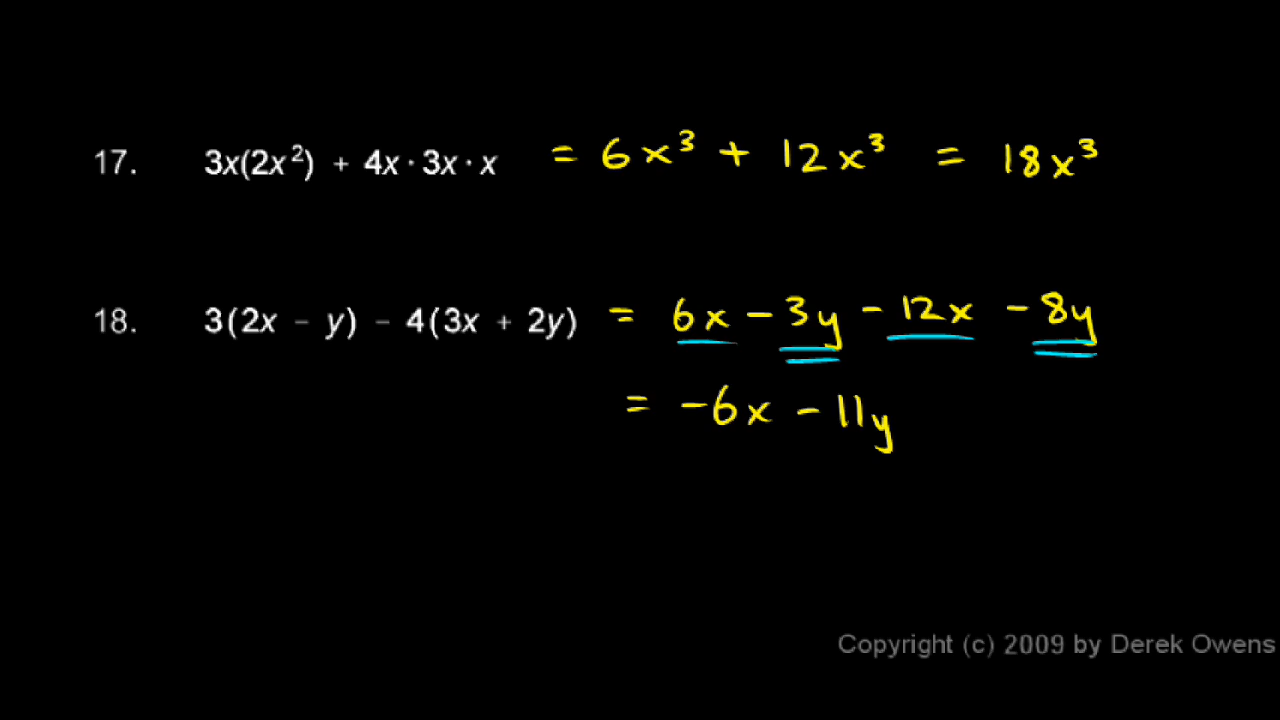 17. 3x(2x²) + 4x · 3x · x = 6x³ + 12x³ = 18x³
18. 3(2x - y) - 4(3x + 2y) = 6x - 3y - 12x - 8y
= -6x - 11y
Copyright (c) 2009 by Derek Owens